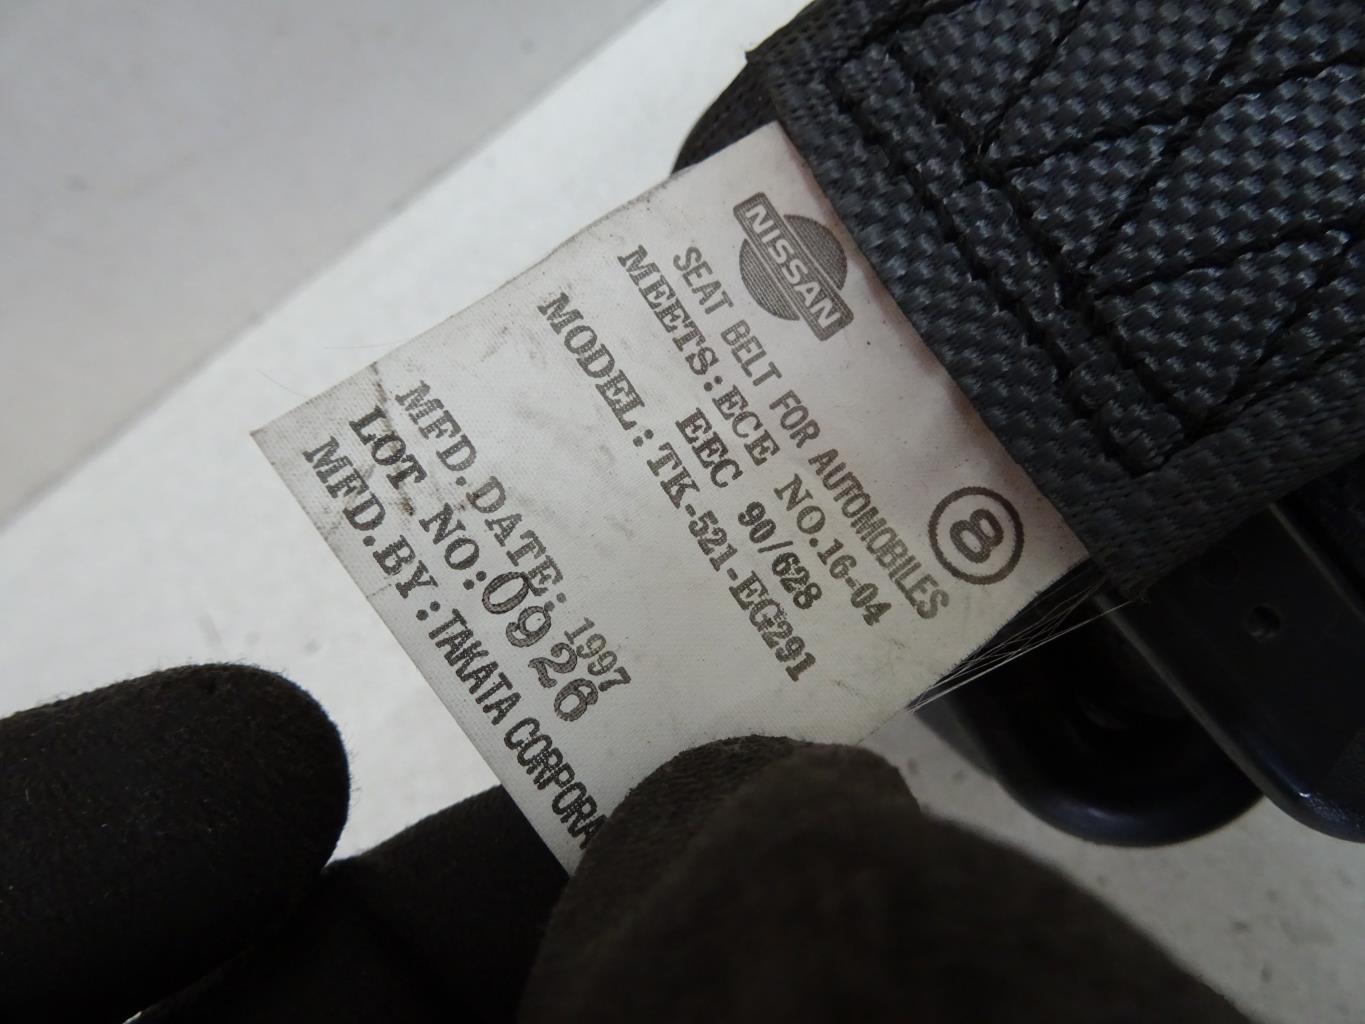 NISSAN
SEAT BELT FOR AUTOMOBILES
MEETS:ECE NO.16-04
EEC 90/628
MODEL:TK-521-EG291
8
MFD.DATE: 1997
LOT NO:0926
MFD.BY:TAKATA CORPORA